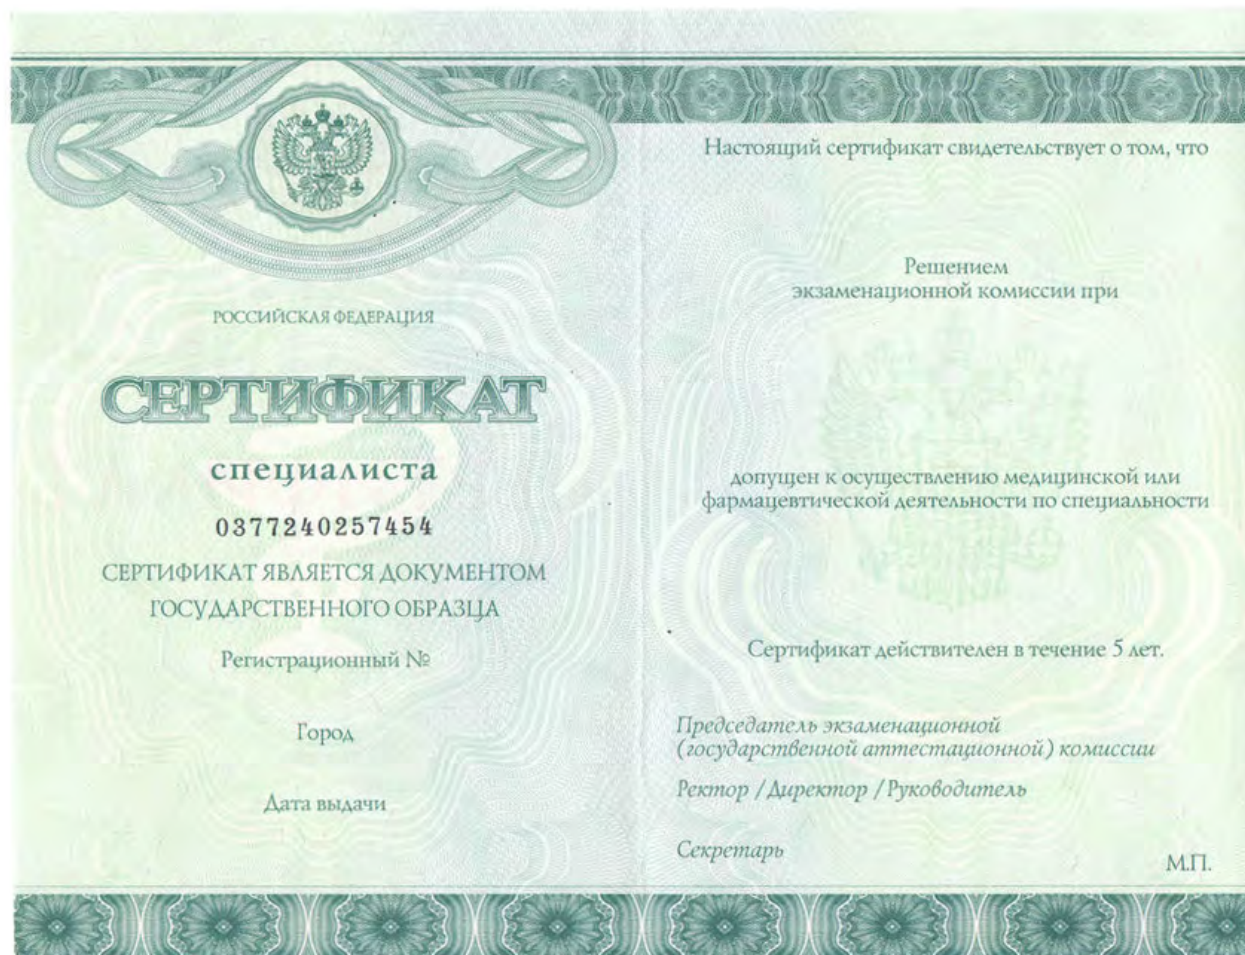 РОССИЙСКАЯ ФЕДЕРАЦИЯ
СЕРТИФИКАТ
специалиста
0377240257454
СЕРТИФИКАТ ЯВЛЯЕТСЯ ДОКУМЕНТОМ
ГОСУДАРСТВЕННОГО ОБРАЗЦА
Регистрационный №
Город
Дата выдачи
Настоящий сертификат свидетельствует о том, что
Решением
экзаменационной комиссии при
допущен к осуществлению медицинской или
фармацевтической деятельности по специальности
Сертификат действителен в течение 5 лет.
Председатель экзаменационной
(государственной аттестационной) комиссии
Ректор / Директор / Руководитель
Секретарь
М.П.